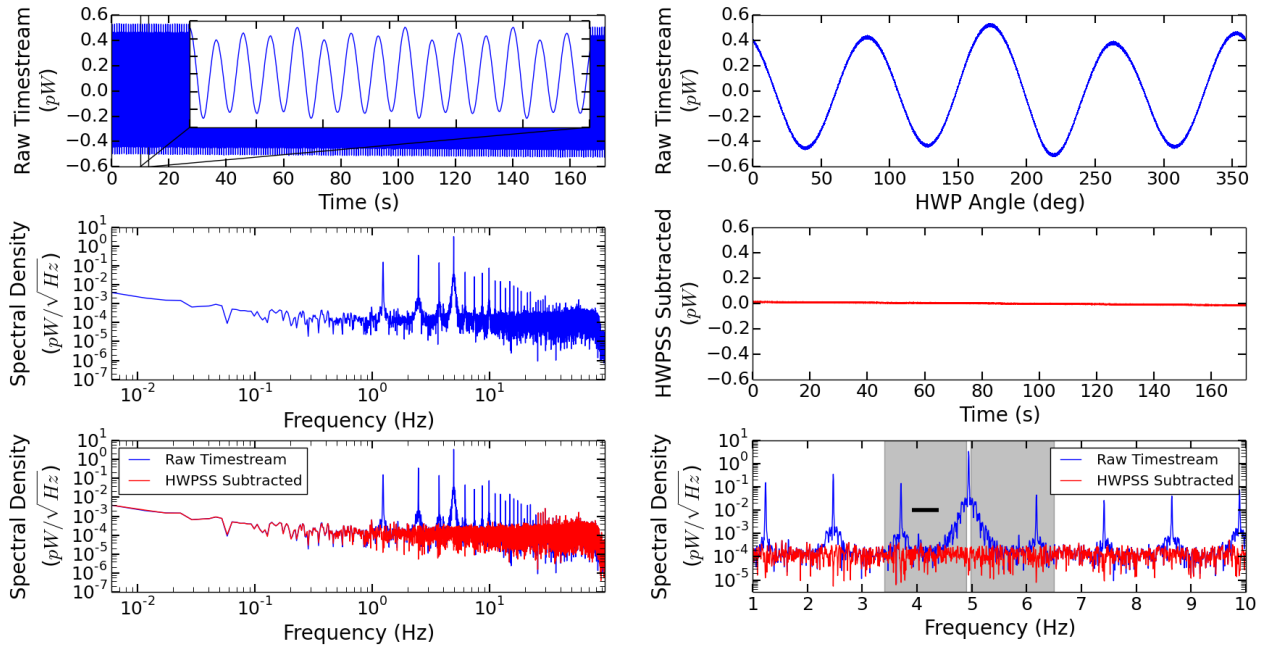 Raw Timestream
(pW)
0.6
0.4
0.2
0.0
−0.2
−0.4
−0.6
0 20 40 60 80 100 120 140 160
Time (s)
Raw Timestream
(pW)
0.6
0.4
0.2
0.0
−0.2
−0.4
−0.6
0 50 100 150 200 250 300 350
HWP Angle (deg)
Spectral Density
(pW/√Hz)
10^1
10^0
10^-1
10^-2
10^-3
10^-4
10^-5
10^-6
10^-7
10^-2 10^-1 10^0 10^1
Frequency (Hz)
HWPSS Subtracted
(pW)
0.6
0.4
0.2
0.0
−0.2
−0.4
−0.6
0 20 40 60 80 100 120 140 160
Time (s)
Spectral Density
(pW/√Hz)
10^1
10^0
10^-1
10^-2
10^-3
10^-4
10^-5
10^-6
10^-7
Raw Timestream
HWPSS Subtracted
10^-2 10^-1 10^0 10^1
Frequency (Hz)
Spectral Density
(pW/√Hz)
10^1
10^0
10^-1
10^-2
10^-3
10^-4
10^-5
Raw Timestream
HWPSS Subtracted
1 2 3 4 5 6 7 8 9 10
Frequency (Hz)